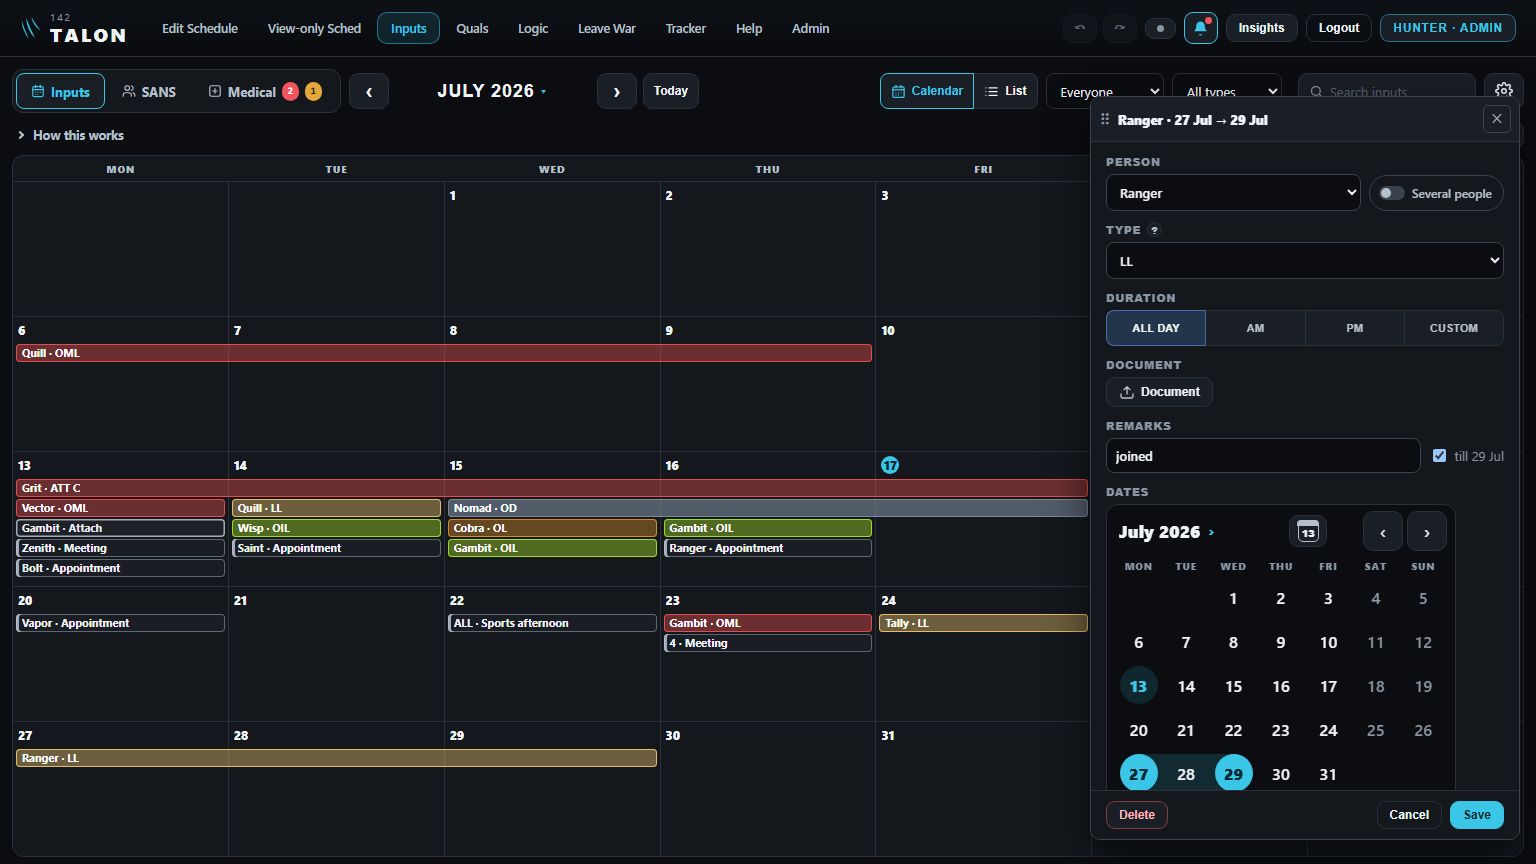 142
TALON
Edit Schedule
View-only Sched
Inputs
Quals
Logic
Leave War
Tracker
Help
Admin
Insights
Logout
HUNTER · ADMIN
Inputs
SANS
Medical 2 1
JULY 2026
Today
Calendar
List
Everyone
All types
Search inputs
How this works
MON TUE WED THU FRI
1 2 3
6 7 8 9 10
Quill · OML
13 14 15 16 17
Grit · ATT C
Vector · OML
Quill · LL
Nomad · OD
Gambit · Attach
Wisp · OIL
Cobra · OL
Gambit · OIL
Zenith · Meeting
Saint · Appointment
Gambit · OIL
Ranger · Appointment
Bolt · Appointment
20 21 22 23 24
Vapor · Appointment
ALL · Sports afternoon
Gambit · OML
Tally · LL
4 · Meeting
27 28 29 30 31
Ranger · LL
Ranger · 27 Jul → 29 Jul
PERSON
Ranger
Several people
TYPE ?
LL
DURATION
ALL DAY AM PM CUSTOM
DOCUMENT
Document
REMARKS
joined
till 29 Jul
DATES
July 2026
13
MON TUE WED THU FRI SAT SUN
1 2 3 4 5
6 7 8 9 10 11 12
13 14 15 16 17 18 19
20 21 22 23 24 25 26
27 28 29 30 31
Delete
Cancel
Save